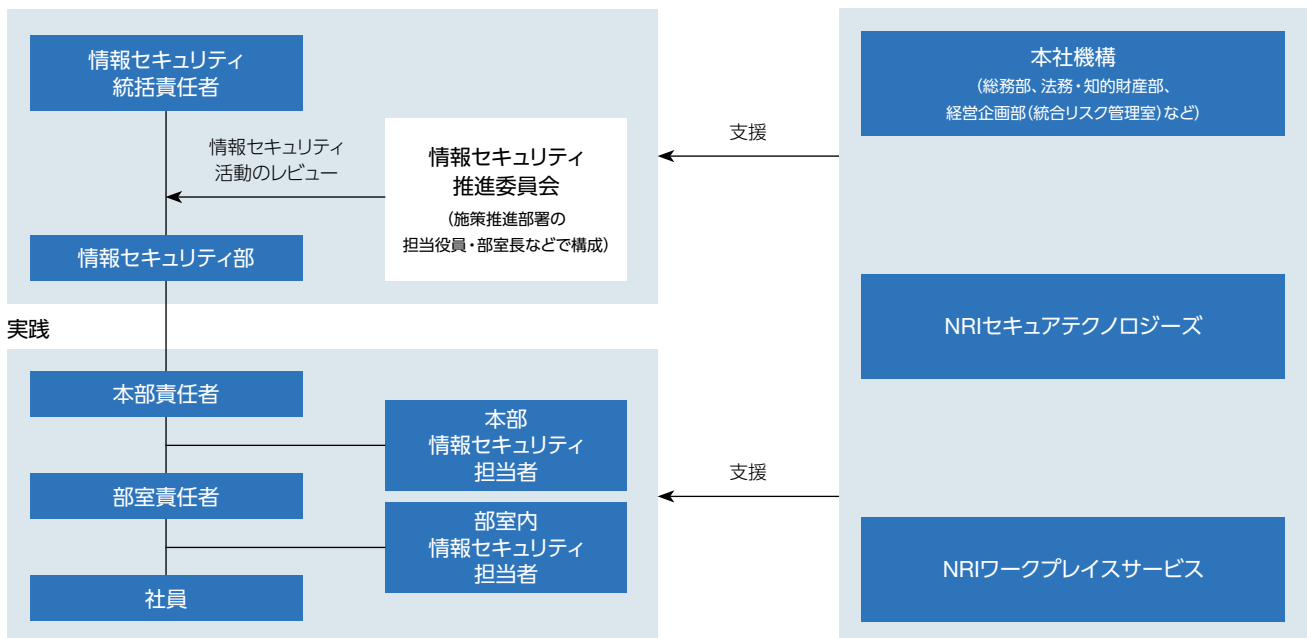 情報セキュリティ
統括責任者
情報セキュリティ
活動のレビュー
情報セキュリティ
推進委員会
(施策推進部署の
担当役員・部室長などで構成)
情報セキュリティ部
実践
本部責任者
本部
情報セキュリティ
担当者
部室責任者
部室内
情報セキュリティ
担当者
社員
支援
支援
本社機構
(総務部、法務・知的財産部、
経営企画部(統合リスク管理室)など)
NRIセキュアテクノロジーズ
NRIワークプレイスサービス